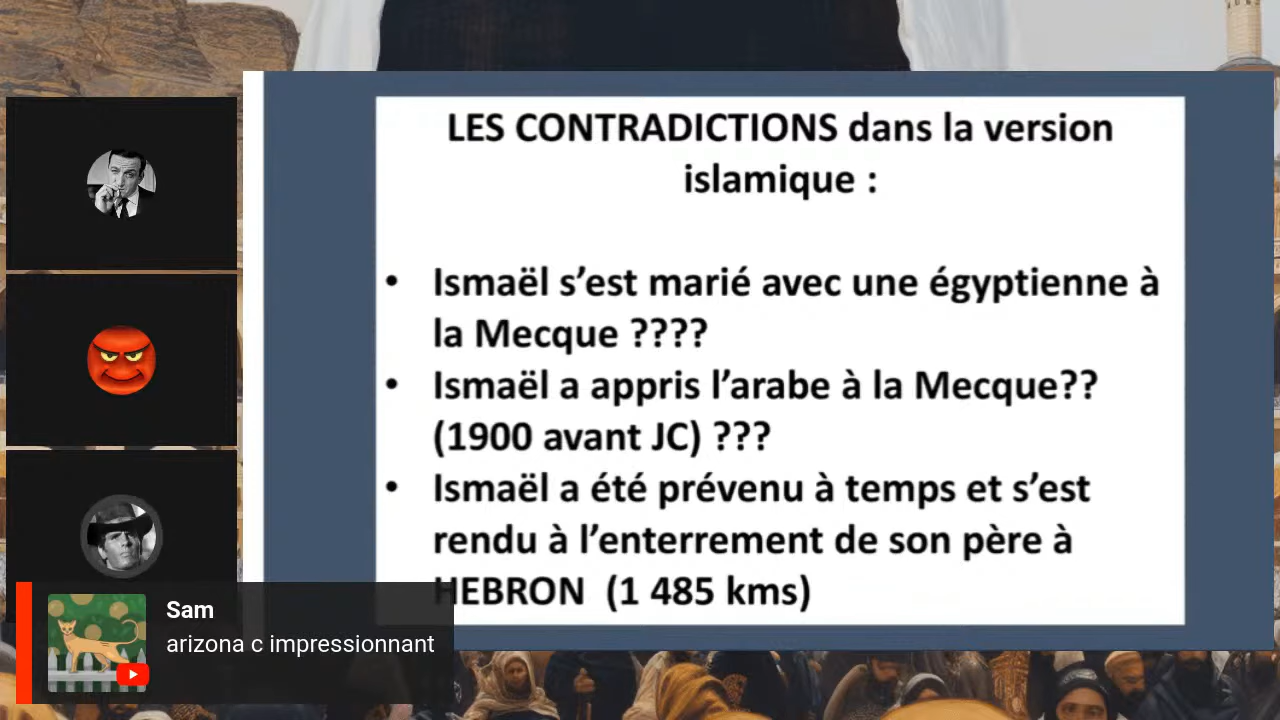 LES CONTRADICTIONS dans la version
islamique :
• Ismaël s’est marié avec une égyptienne à
la Mecque ????
• Ismaël a appris l’arabe à la Mecque??
(1900 avant JC) ???
• Ismaël a été prévenu à temps et s’est
rendu à l’enterrement de son père à
HEBRON (1 485 kms)
Sam
arizona c impressionnant